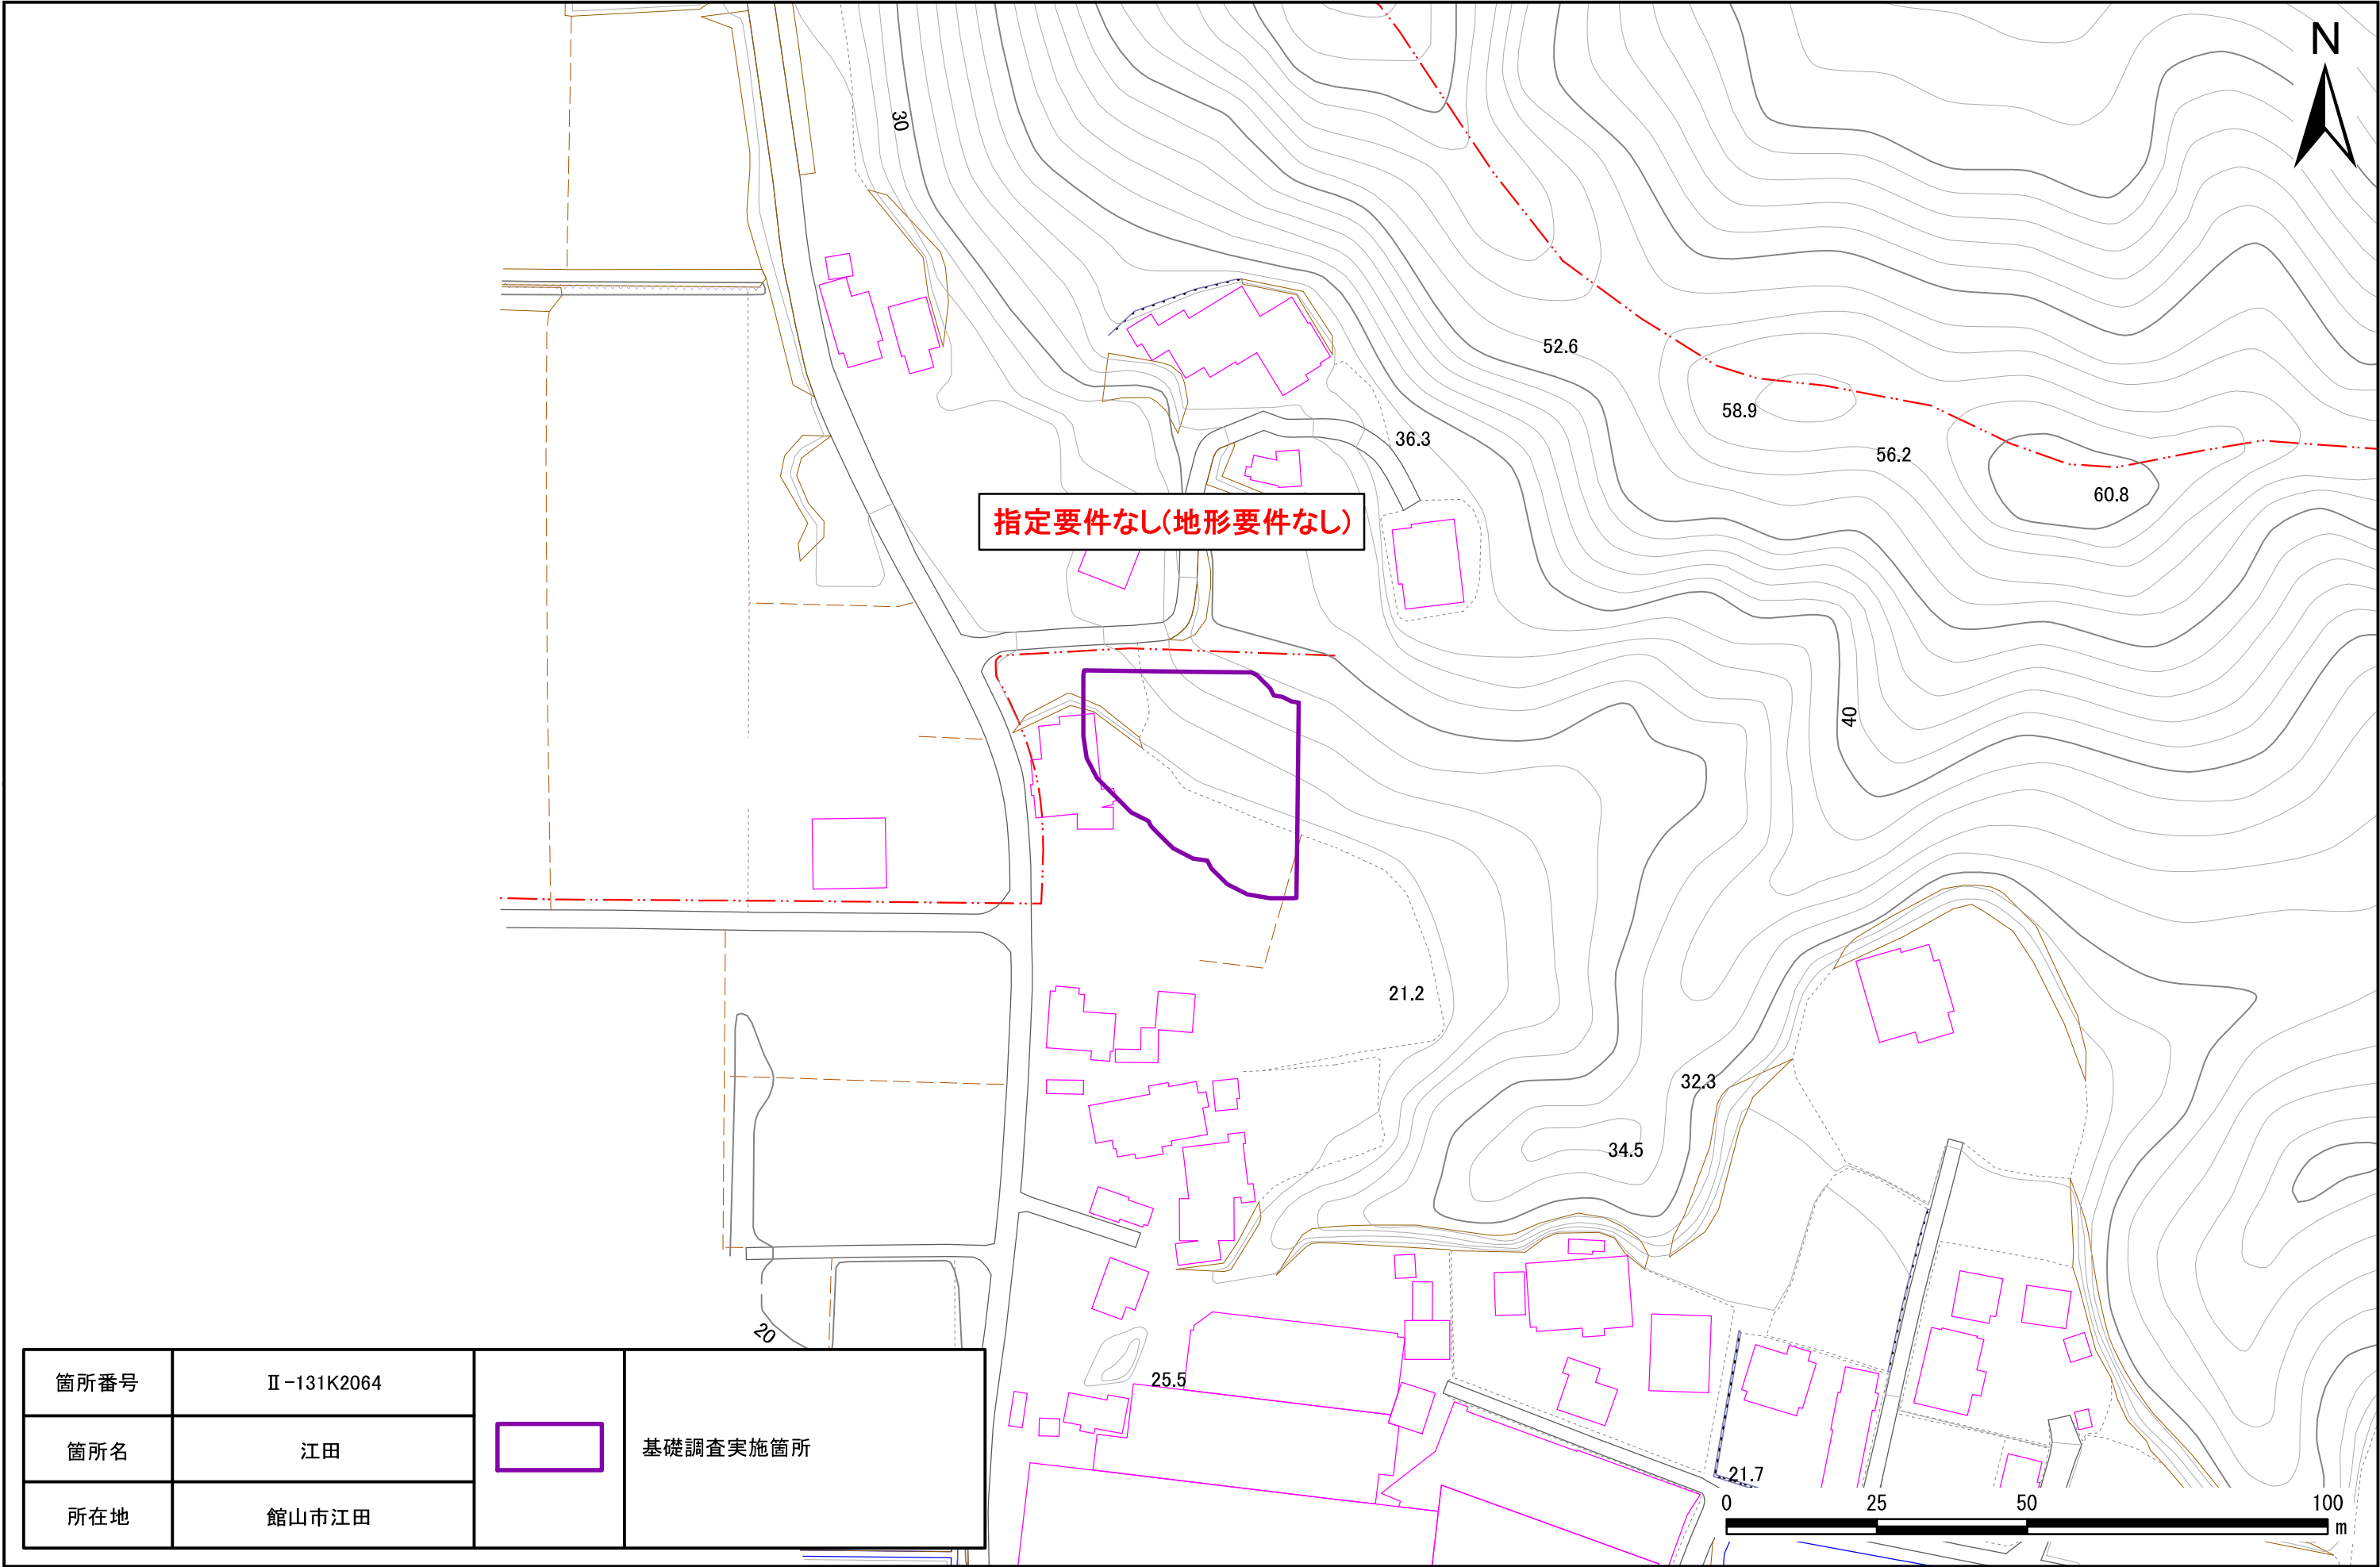 N
30
52.6
58.9
36.3
56.2
60.8
指定要件なし(地形要件なし)
40
21.2
32.3
34.5
20
25.5
21.7
箇所番号 Ⅱ-131K2064
箇所名 江田
所在地 館山市江田
基礎調査実施箇所
0 25 50 100
m